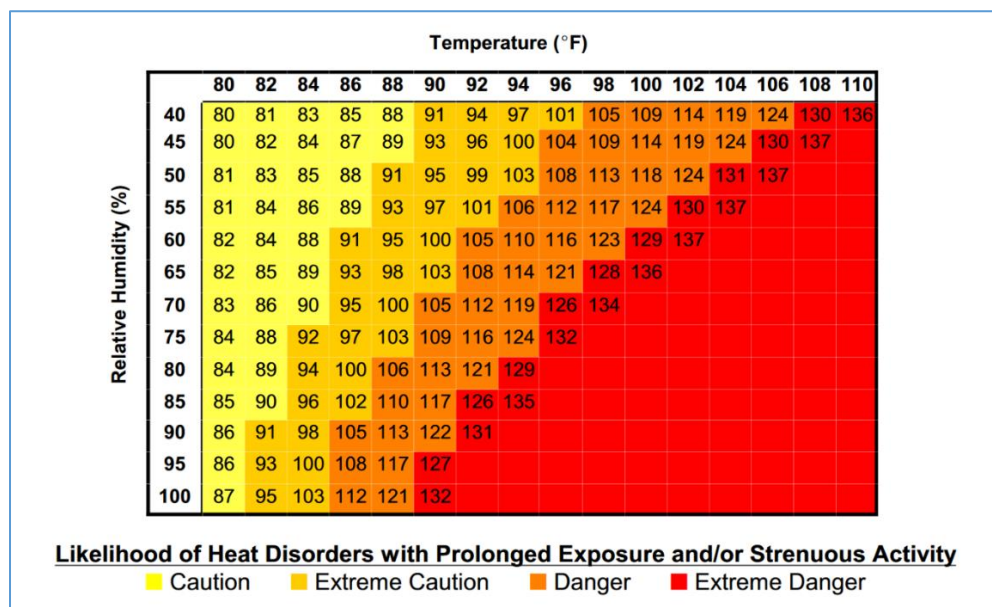 Temperature (°F)
80 82 84 86 88 90 92 94 96 98 100 102 104 106 108 110
Relative Humidity (%)
40 80 81 83 85 88 91 94 97 101 105 109 114 119 124 130 136
45 80 82 84 87 89 93 96 100 104 109 114 119 124 130 137
50 81 83 85 88 91 95 99 103 108 113 118 124 131 137
55 81 84 86 89 93 97 101 106 112 117 124 130 137
60 82 84 88 91 95 100 105 110 116 123 129 137
65 82 85 89 93 98 103 108 114 121 128 136
70 83 86 90 95 100 105 112 119 126 134
75 84 88 92 97 103 109 116 124 132
80 84 89 94 100 106 113 121 129
85 85 90 96 102 110 117 126 135
90 86 91 98 105 113 122 131
95 86 93 100 108 117 127
100 87 95 103 112 121 132
Likelihood of Heat Disorders with Prolonged Exposure and/or Strenuous Activity
Caution Extreme Caution Danger Extreme Danger